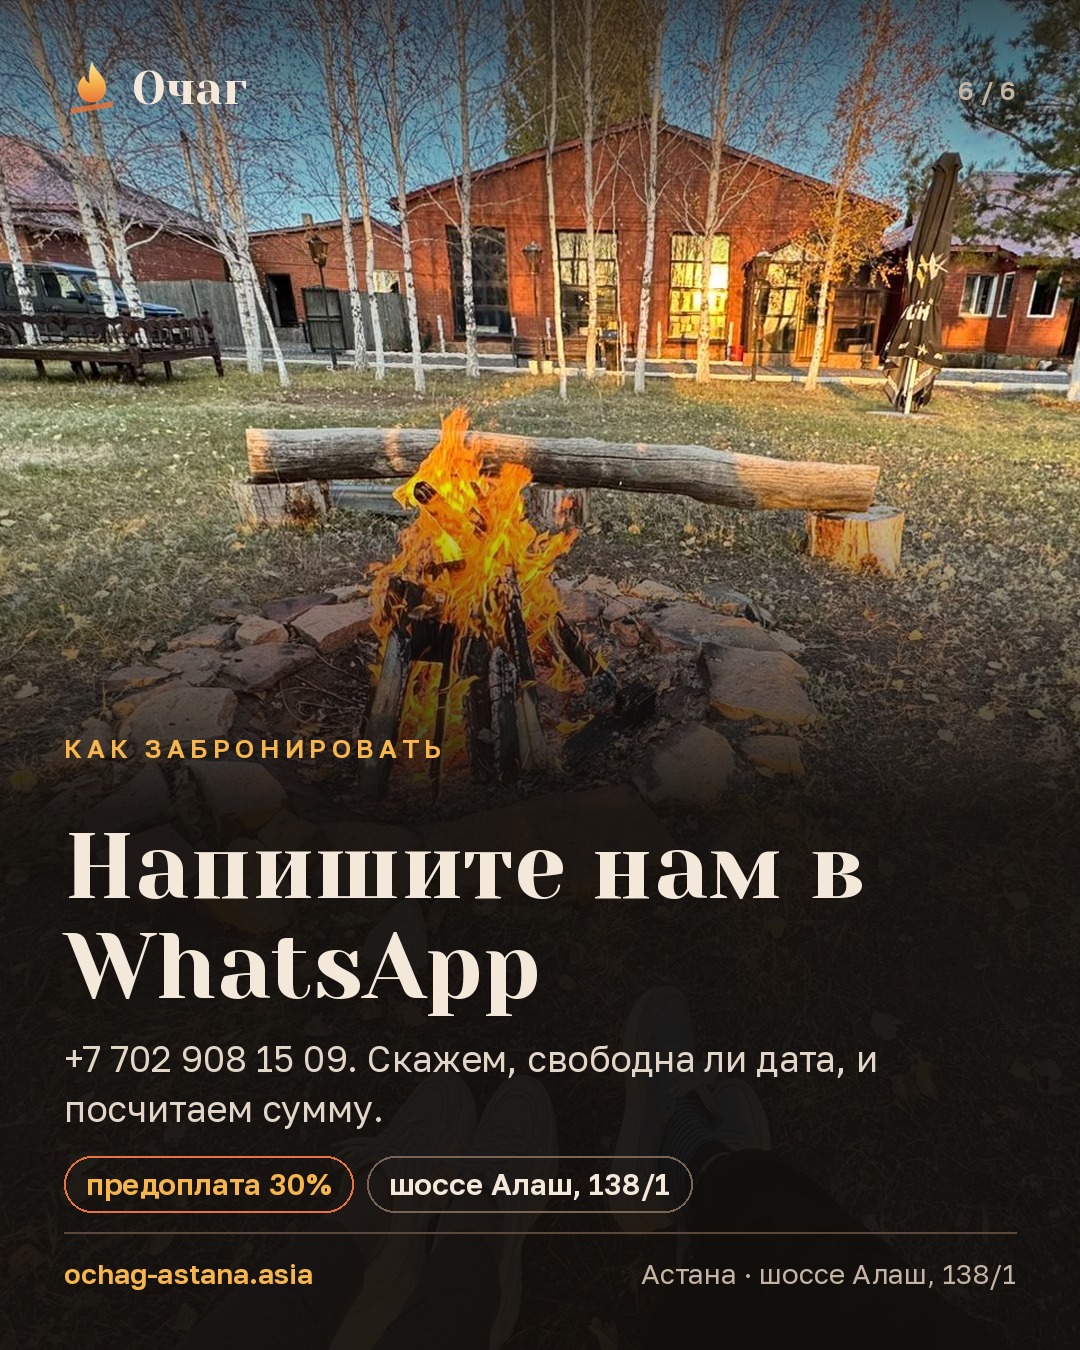 Очаг
6 / 6
КАК ЗАБРОНИРОВАТЬ
Напишите нам в
WhatsApp
+7 702 908 15 09. Скажем, свободна ли дата, и
посчитаем сумму.
предоплата 30%
шоссе Алаш, 138/1
ochag-astana.asia
Астана · шоссе Алаш, 138/1